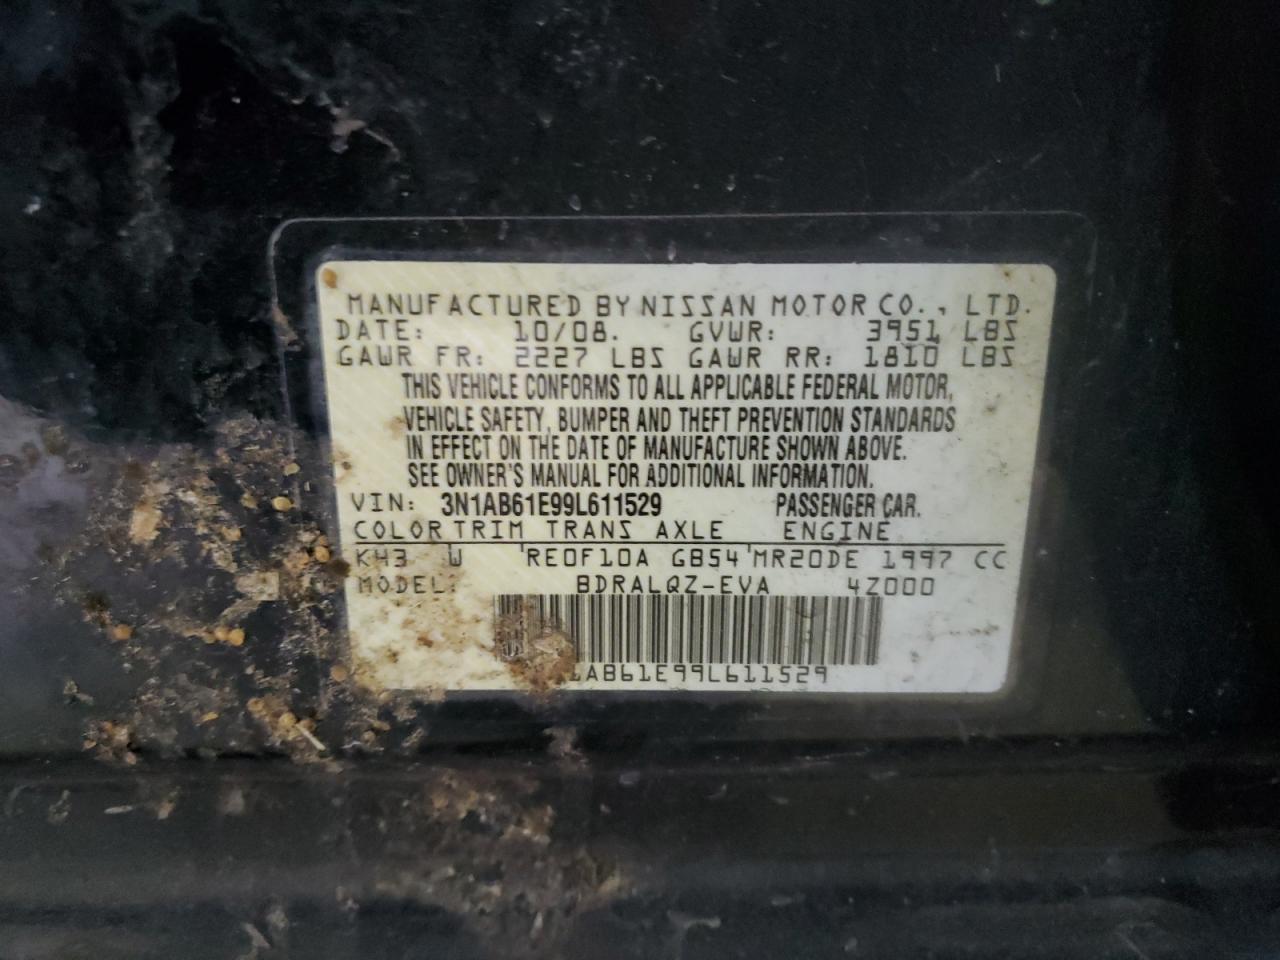 MANUFACTURED BY NISSAN MOTOR CO., LTD.
DATE: 10/08. GVWR: 3951 LBS
GAWR FR: 2227 LBS GAWR RR: 1810 LBS
THIS VEHICLE CONFORMS TO ALL APPLICABLE FEDERAL MOTOR,
VEHICLE SAFETY, BUMPER AND THEFT PREVENTION STANDARDS
IN EFFECT ON THE DATE OF MANUFACTURE SHOWN ABOVE.
SEE OWNER'S MANUAL FOR ADDITIONAL INFORMATION.
VIN: 3N1AB61E99L611529 PASSENGER CAR.
COLOR TRIM TRANS AXLE ENGINE
KH3 W 'RE0F10A GB54'MR20DE 1997 CC
MODEL: BDRALQZ-EVA 4Z000
1AB61E99L611529